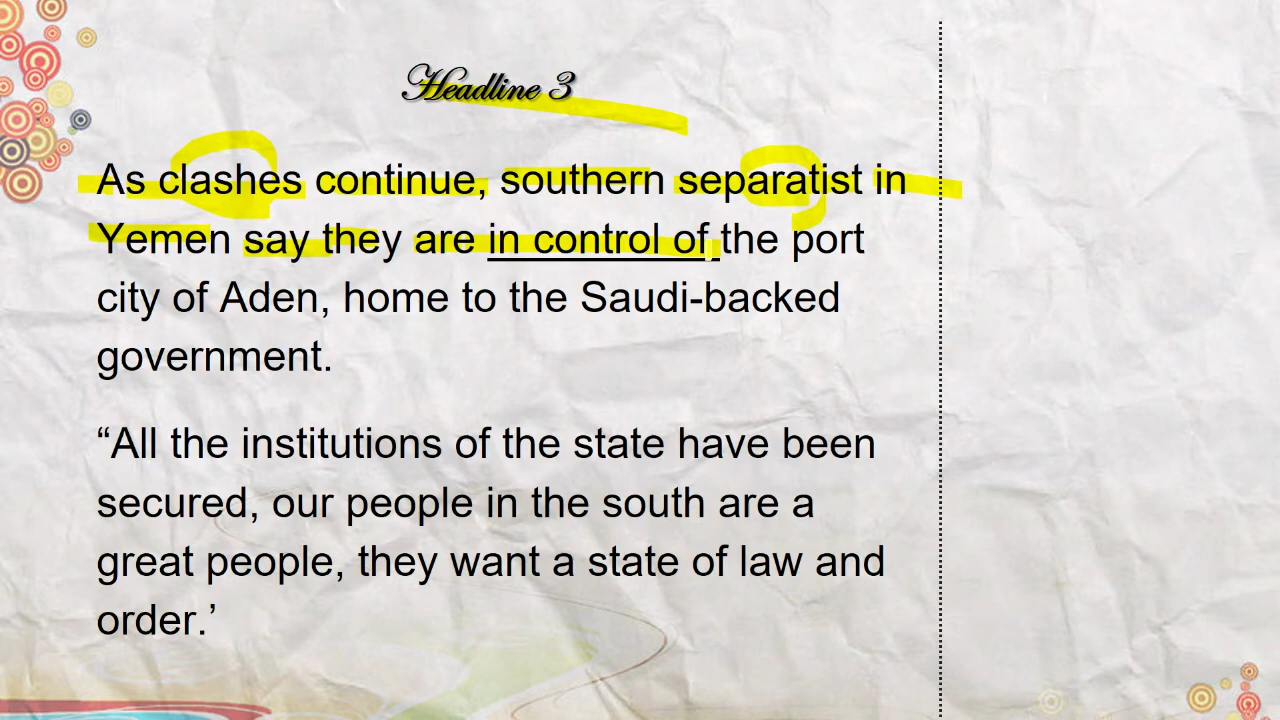 Headline 3
As clashes continue, southern separatist in
Yemen say they are in control of the port
city of Aden, home to the Saudi-backed
government.
“All the institutions of the state have been
secured, our people in the south are a
great people, they want a state of law and
order.’